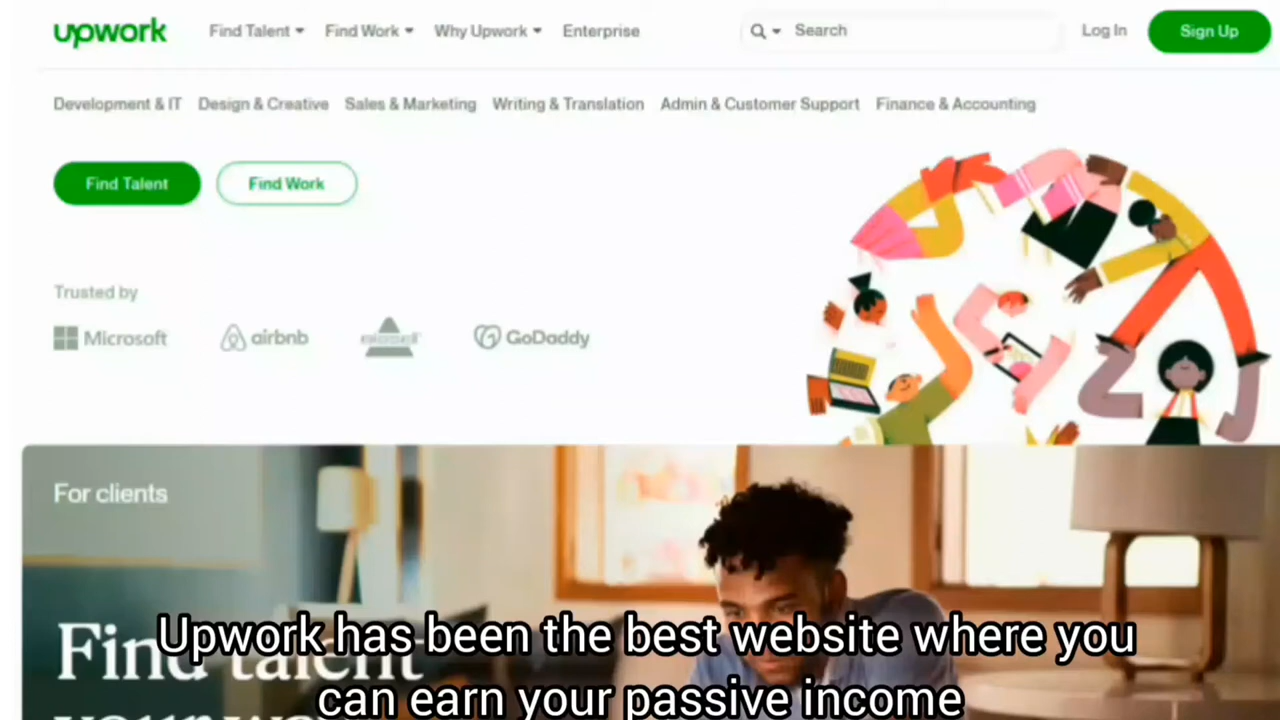 upwork Find Talent Find Work Why Upwork Enterprise Search Log In Sign Up
Development & IT Design & Creative Sales & Marketing Writing & Translation Admin & Customer Support Finance & Accounting
Find Talent Find Work
Trusted by
Microsoft airbnb GoDaddy
For clients
Find talent
Upwork has been the best website where you
can earn your passive income